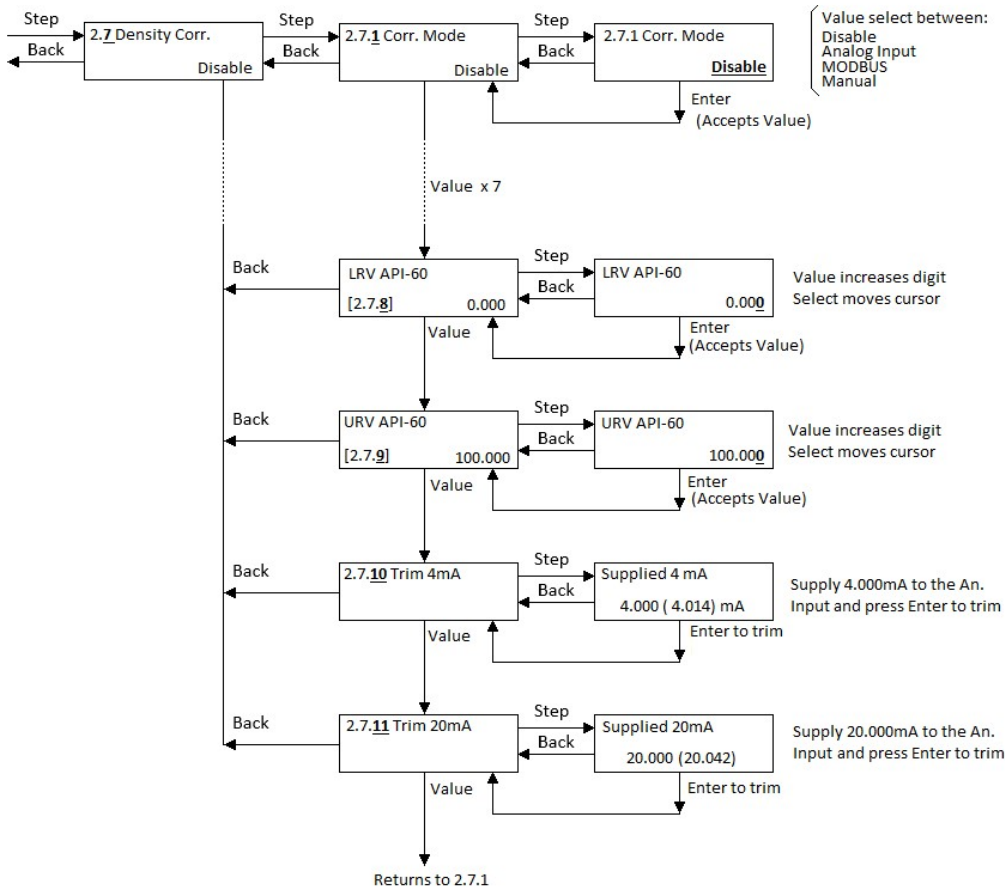 Step
Back
2.7 Density Corr.
Disable
Step
Back
2.7.1 Corr. Mode
Disable
Step
Back
2.7.1 Corr. Mode
Disable
Value select between:
Disable
Analog Input
MODBUS
Manual
Enter
(Accepts Value)
Value x 7
Back
LRV API-60
[2.7.8] 0.000
Step
Back
LRV API-60
0.000
Value increases digit
Select moves cursor
Value
Enter
(Accepts Value)
Back
URV API-60
[2.7.9] 100.000
Step
Back
URV API-60
100.000
Value increases digit
Select moves cursor
Value
Enter
(Accepts Value)
Back
2.7.10 Trim 4mA
Step
Back
Supplied 4 mA
4.000 ( 4.014) mA
Supply 4.000mA to the An.
Input and press Enter to trim
Value
Enter to trim
Back
2.7.11 Trim 20mA
Step
Back
Supplied 20mA
20.000 (20.042)
Supply 20.000mA to the An.
Input and press Enter to trim
Value
Enter to trim
Returns to 2.7.1